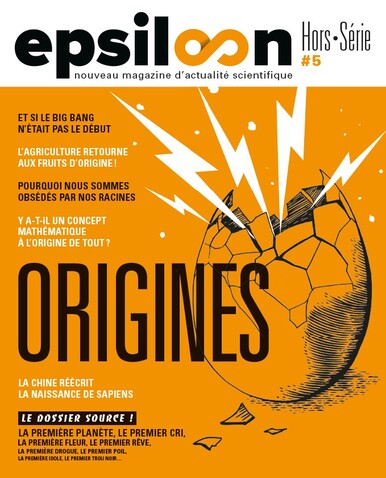 epsiloon
Hors-Série
#5
nouveau magazine d'actualité scientifique
ET SI LE BIG BANG
N'ÉTAIT PAS LE DÉBUT
L'AGRICULTURE RETOURNE
AUX FRUITS D'ORIGINE !
POURQUOI NOUS SOMMES
OBSÉDÉS PAR NOS RACINES
Y A-T-IL UN CONCEPT
MATHÉMATIQUE
À L'ORIGINE DE TOUT ?
ORIGINES
LA CHINE RÉÉCRIT
LA NAISSANCE DE SAPIENS
LE DOSSIER SOURCE !
LA PREMIÈRE PLANÈTE, LE PREMIER CRI,
LA PREMIÈRE FLEUR, LE PREMIER RÊVE,
LA PREMIÈRE DROGUE, LE PREMIER POIL,
LA PREMIÈRE IDOLE, LE PREMIER TROU NOIR...